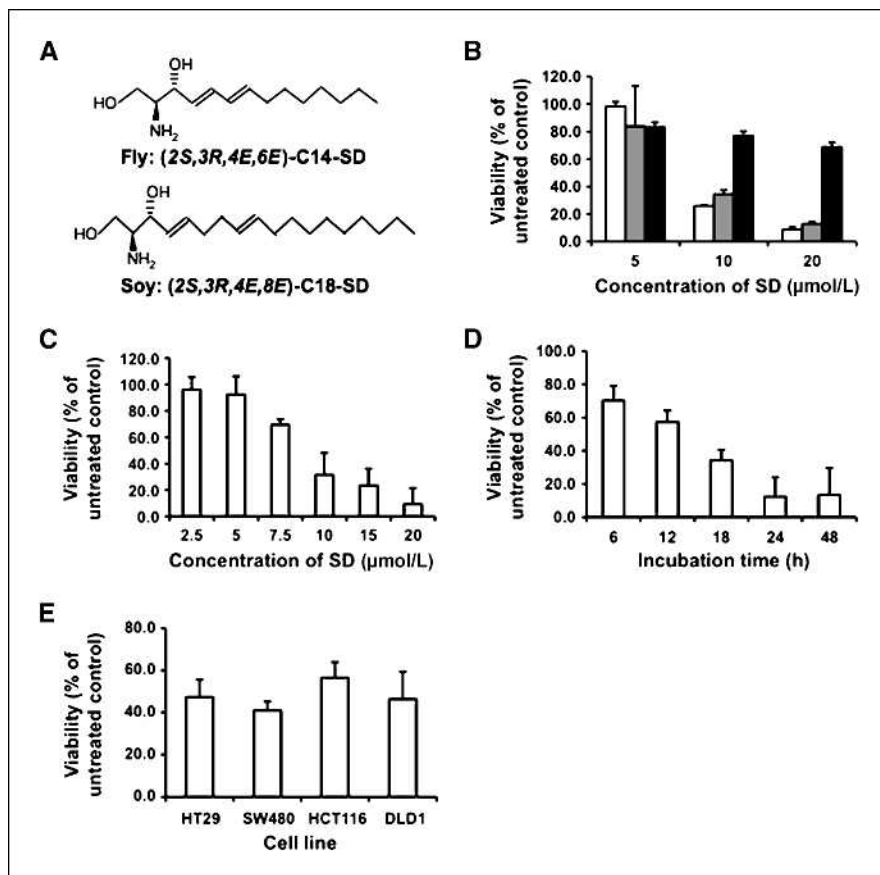 A
OH
HO
NH2
Fly: (2S,3R,4E,6E)-C14-SD
OH
HO
NH2
Soy: (2S,3R,4E,8E)-C18-SD
B
Viability (% of
untreated control)
120.0
100.0
80.0
60.0
40.0
20.0
0.0
5 10 20
Concentration of SD (μmol/L)
C
Viability (% of
untreated control)
120.0
100.0
80.0
60.0
40.0
20.0
0.0
2.5 5 7.5 10 15 20
Concentration of SD (μmol/L)
D
Viability (% of
untreated control)
100.0
80.0
60.0
40.0
20.0
0.0
6 12 18 24 48
Incubation time (h)
E
Viability (% of
untreated control)
80.0
60.0
40.0
20.0
0.0
HT29 SW480 HCT116 DLD1
Cell line